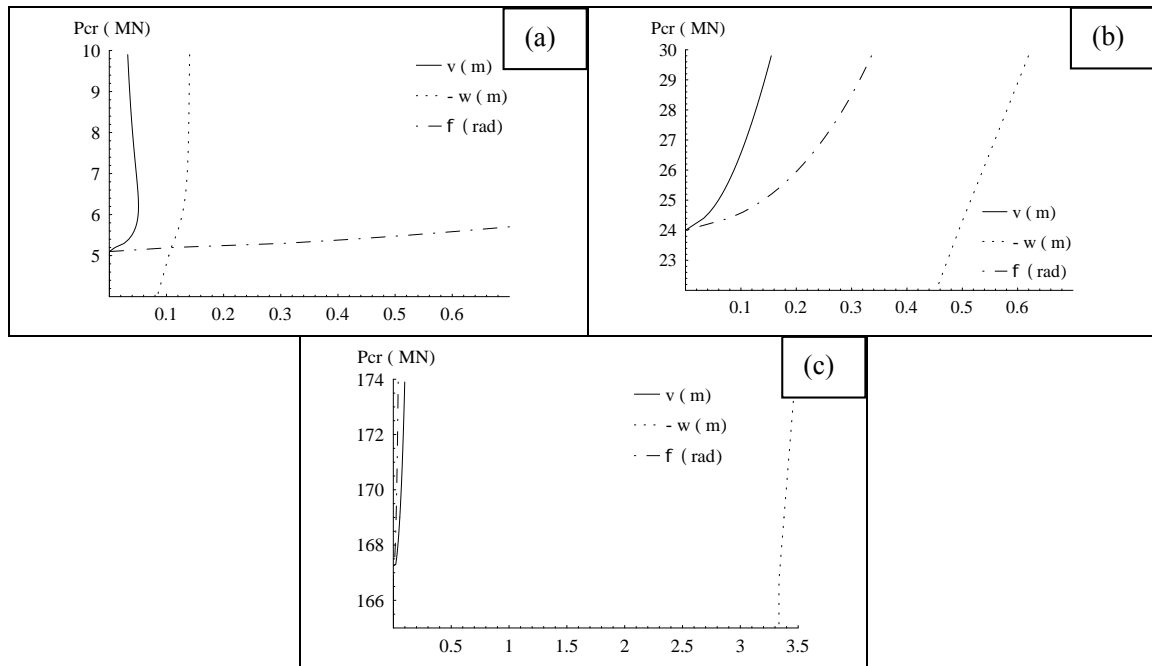 Pcr ( MN)
(a)
10
9
8
7
6
5
v ( m )
- w ( m )
f ( rad )
0.1 0.2 0.3 0.4 0.5 0.6
Pcr ( MN)
(b)
30
29
28
27
26
25
24
23
v ( m )
- w ( m )
f ( rad )
0.1 0.2 0.3 0.4 0.5 0.6
Pcr ( MN)
(c)
174
172
170
168
166
v ( m )
- w ( m )
f ( rad )
0.5 1 1.5 2 2.5 3 3.5